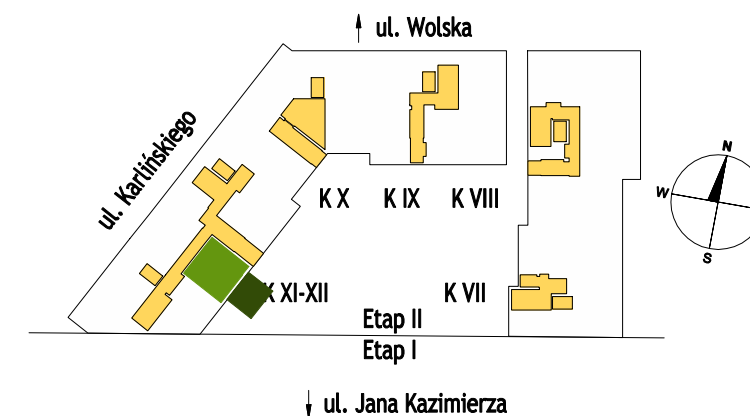 ul. Wolska
ul. Karlińskiego
N
W
S
K X
K IX
K VIII
XI-XII
K VII
Etap II
Etap I
ul. Jana Kazimierza